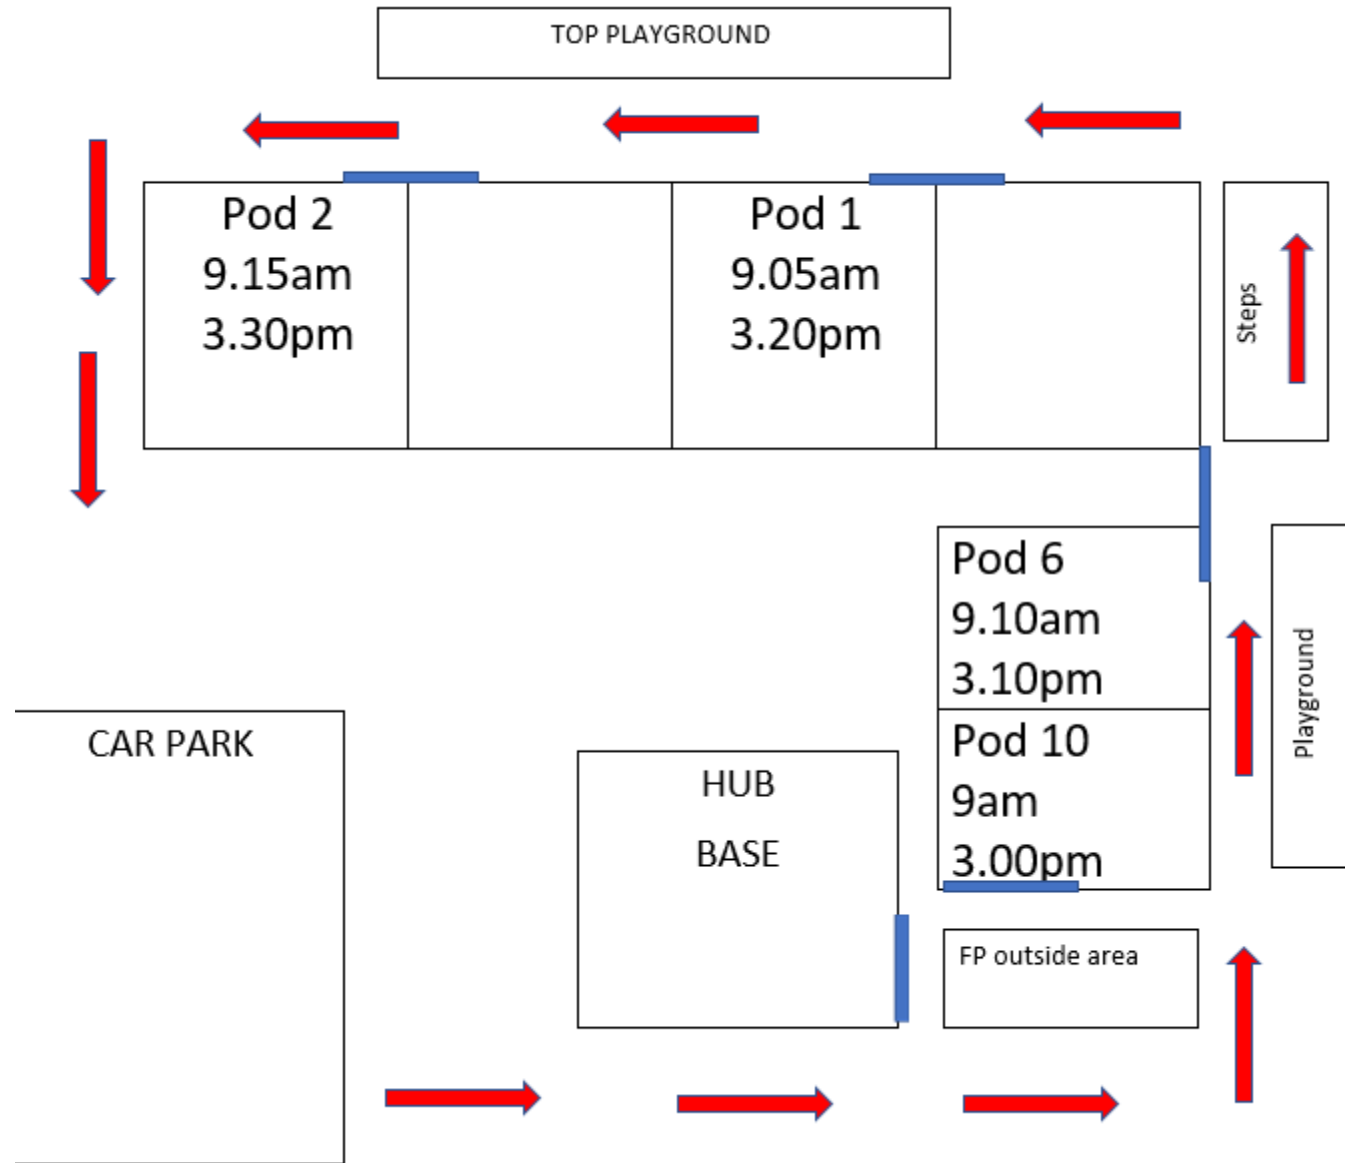 TOP PLAYGROUND
Pod 2
9.15am
3.30pm
Pod 1
9.05am
3.20pm
Steps
Pod 6
9.10am
3.10pm
Pod 10
9am
3.00pm
Playground
CAR PARK
HUB
BASE
FP outside area